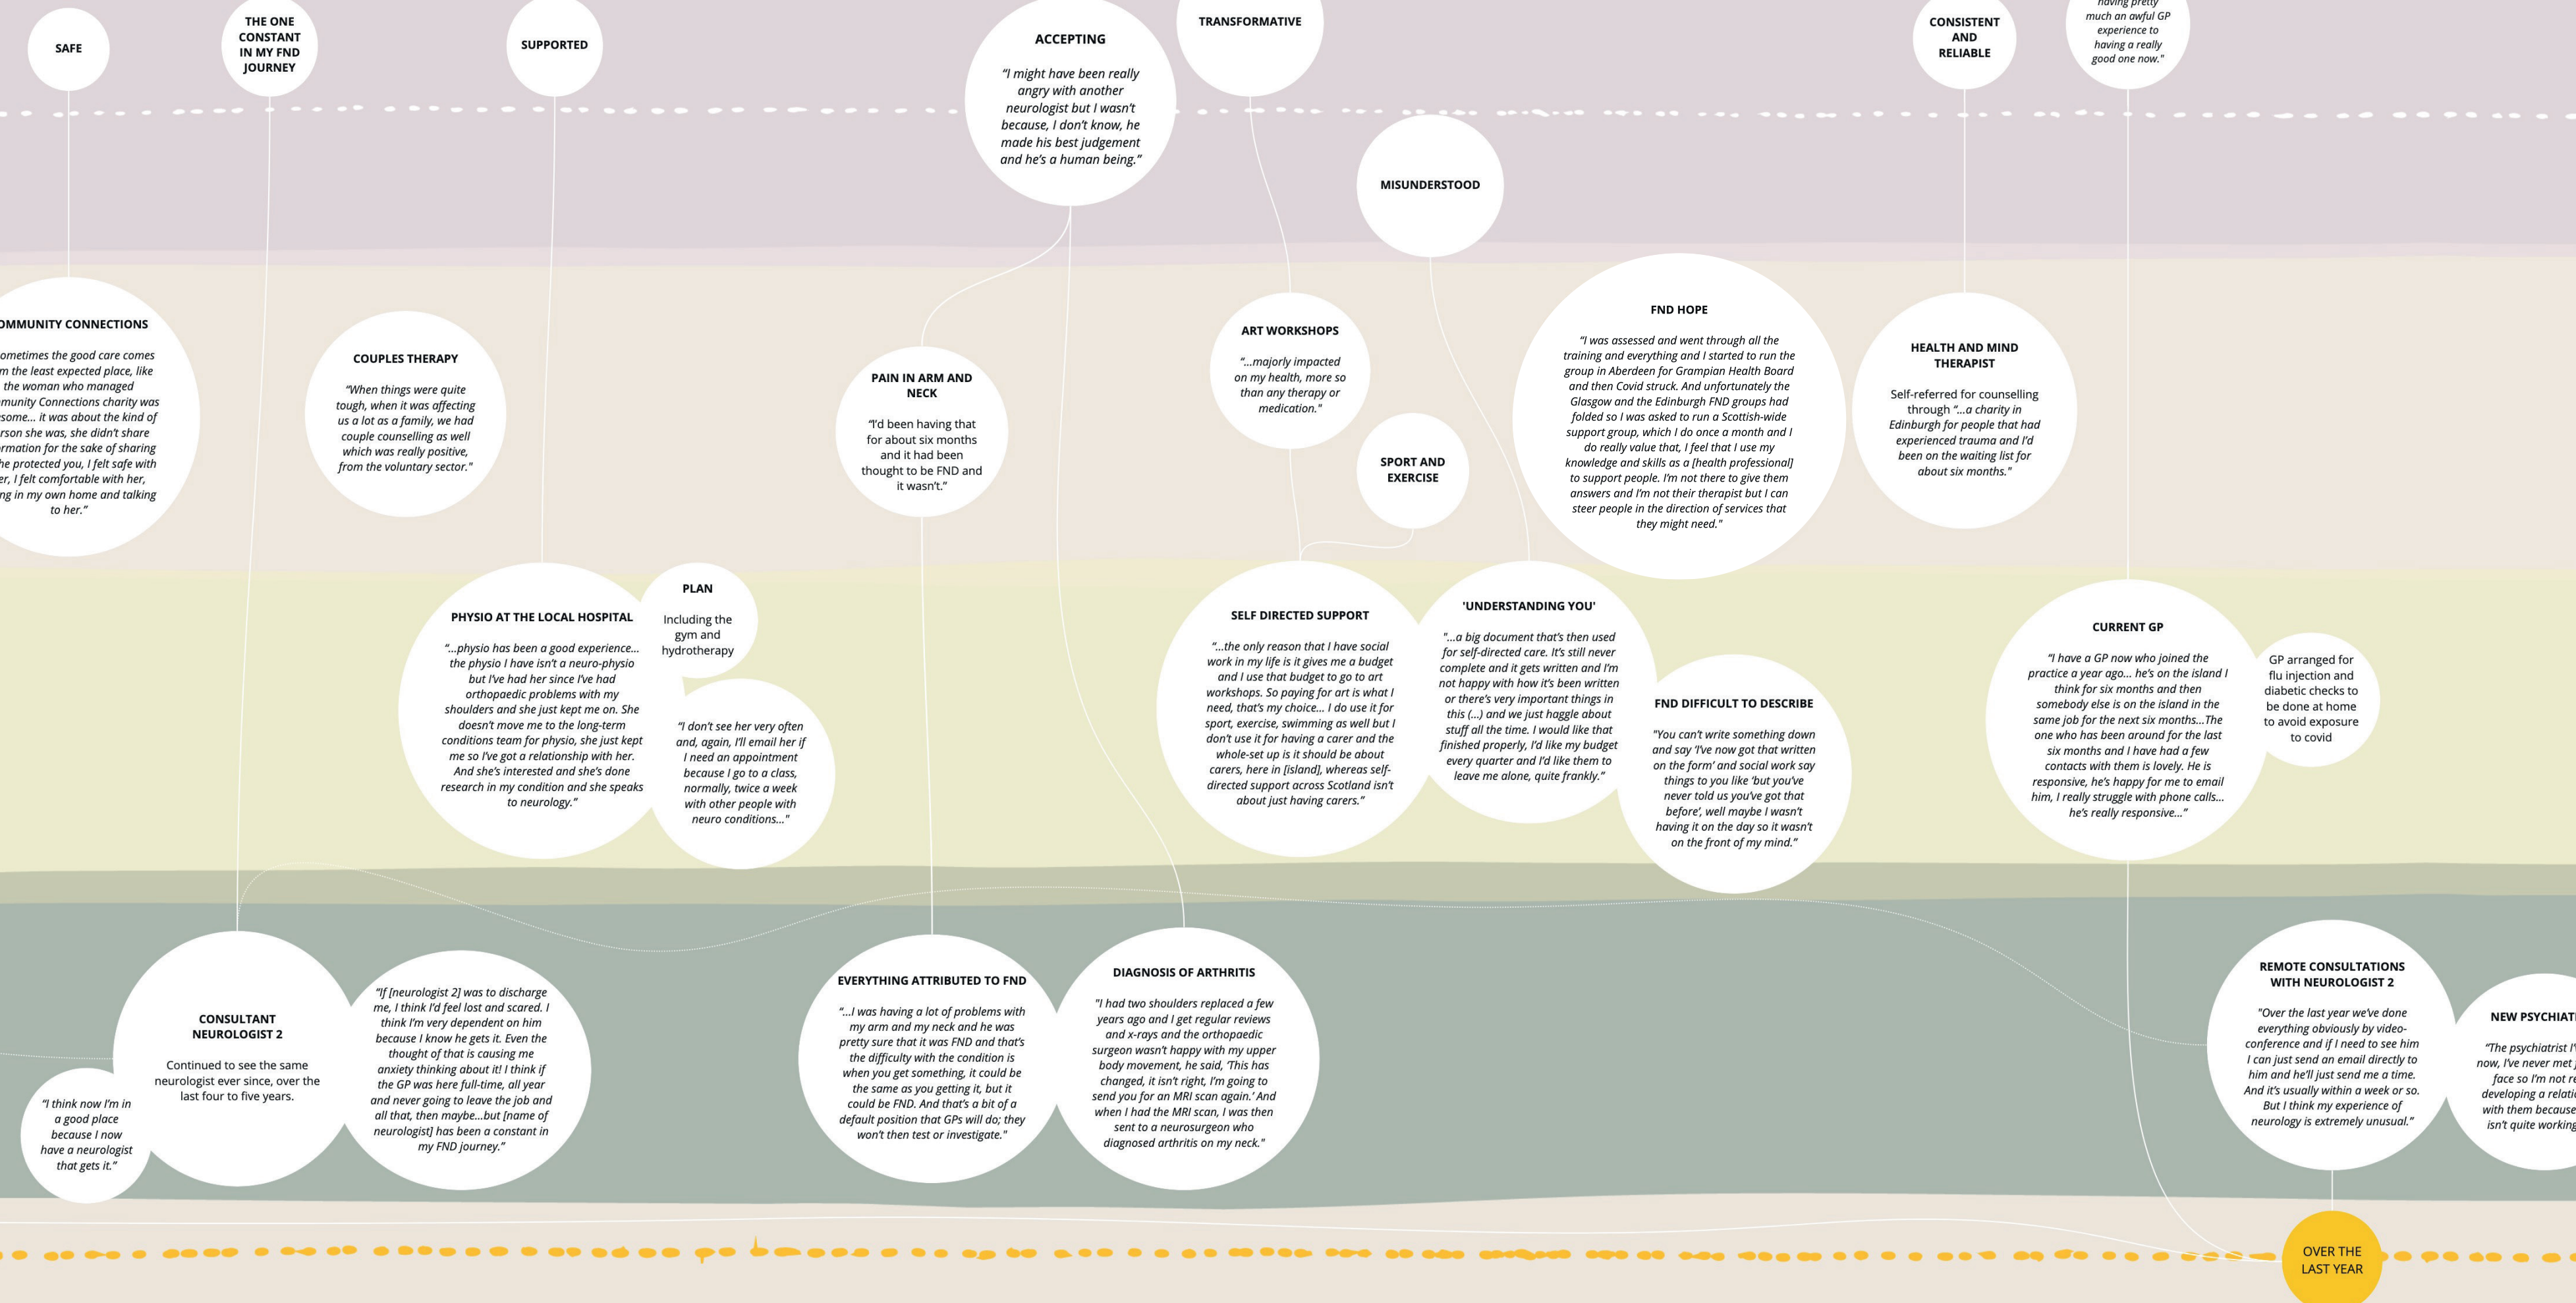 SAFE
THE ONE
CONSTANT
IN MY FND
JOURNEY
SUPPORTED
ACCEPTING
“I might have been really
angry with another
neurologist but I wasn’t
because, I don’t know, he
made his best judgement
and he’s a human being.”
TRANSFORMATIVE
MISUNDERSTOOD
CONSISTENT
AND
RELIABLE
having pretty
much an awful GP
experience to
having a really
good one now."
OMMUNITY CONNECTIONS
ometimes the good care comes
m the least expected place, like
the woman who managed
munity Connections charity was
some... it was about the kind of
rson she was, she didn’t share
rmation for the sake of sharing
he protected you, I felt safe with
er, I felt comfortable with her,
ng in my own home and talking
to her.”
COUPLES THERAPY
“When things were quite
tough, when it was affecting
us a lot as a family, we had
couple counselling as well
which was really positive,
from the voluntary sector."
PAIN IN ARM AND
NECK
“I’d been having that
for about six months
and it had been
thought to be FND and
it wasn’t.”
ART WORKSHOPS
“...majorly impacted
on my health, more so
than any therapy or
medication."
SPORT AND
EXERCISE
FND HOPE
"I was assessed and went through all the
training and everything and I started to run the
group in Aberdeen for Grampian Health Board
and then Covid struck. And unfortunately the
Glasgow and the Edinburgh FND groups had
folded so I was asked to run a Scottish-wide
support group, which I do once a month and I
do really value that, I feel that I use my
knowledge and skills as a [health professional]
to support people. I’m not there to give them
answers and I’m not their therapist but I can
steer people in the direction of services that
they might need."
HEALTH AND MIND
THERAPIST
Self-referred for counselling
through “...a charity in
Edinburgh for people that had
experienced trauma and I’d
been on the waiting list for
about six months."
PHYSIO AT THE LOCAL HOSPITAL
“...physio has been a good experience...
the physio I have isn’t a neuro-physio
but I’ve had her since I’ve had
orthopaedic problems with my
shoulders and she just kept me on. She
doesn’t move me to the long-term
conditions team for physio, she just kept
me so I’ve got a relationship with her.
And she’s interested and she’s done
research in my condition and she speaks
to neurology.”
PLAN
Including the
gym and
hydrotherapy
“I don’t see her very often
and, again, I’ll email her if
I need an appointment
because I go to a class,
normally, twice a week
with other people with
neuro conditions..."
SELF DIRECTED SUPPORT
“...the only reason that I have social
work in my life is it gives me a budget
and I use that budget to go to art
workshops. So paying for art is what I
need, that’s my choice... I do use it for
sport, exercise, swimming as well but I
don’t use it for having a carer and the
whole-set up is it should be about
carers, here in [island], whereas self-
directed support across Scotland isn’t
about just having carers.”
'UNDERSTANDING YOU'
"...a big document that’s then used
for self-directed care. It’s still never
complete and it gets written and I’m
not happy with how it’s been written
or there’s very important things in
this (...) and we just haggle about
stuff all the time. I would like that
finished properly, I’d like my budget
every quarter and I’d like them to
leave me alone, quite frankly.”
FND DIFFICULT TO DESCRIBE
"You can’t write something down
and say ‘I’ve now got that written
on the form’ and social work say
things to you like ‘but you’ve
never told us you’ve got that
before’, well maybe I wasn’t
having it on the day so it wasn’t
on the front of my mind.”
CURRENT GP
“I have a GP now who joined the
practice a year ago... he’s on the island I
think for six months and then
somebody else is on the island in the
same job for the next six months...The
one who has been around for the last
six months and I have had a few
contacts with them is lovely. He is
responsive, he’s happy for me to email
him, I really struggle with phone calls...
he’s really responsive...”
GP arranged for
flu injection and
diabetic checks to
be done at home
to avoid exposure
to covid
“I think now I’m in
a good place
because I now
have a neurologist
that gets it.”
CONSULTANT
NEUROLOGIST 2
Continued to see the same
neurologist ever since, over the
last four to five years.
“If [neurologist 2] was to discharge
me, I think I’d feel lost and scared. I
think I’m very dependent on him
because I know he gets it. Even the
thought of that is causing me
anxiety thinking about it! I think if
the GP was here full-time, all year
and never going to leave the job and
all that, then maybe...but [name of
neurologist] has been a constant in
my FND journey.”
EVERYTHING ATTRIBUTED TO FND
“...I was having a lot of problems with
my arm and my neck and he was
pretty sure that it was FND and that’s
the difficulty with the condition is
when you get something, it could be
the same as you getting it, but it
could be FND. And that’s a bit of a
default position that GPs will do; they
won’t then test or investigate."
DIAGNOSIS OF ARTHRITIS
"I had two shoulders replaced a few
years ago and I get regular reviews
and x-rays and the orthopaedic
surgeon wasn’t happy with my upper
body movement, he said, ‘This has
changed, it isn’t right, I’m going to
send you for an MRI scan again.’ And
when I had the MRI scan, I was then
sent to a neurosurgeon who
diagnosed arthritis on my neck."
REMOTE CONSULTATIONS
WITH NEUROLOGIST 2
"Over the last year we’ve done
everything obviously by video-
conference and if I need to see him
I can just send an email directly to
him and he’ll just send me a time.
And it’s usually within a week or so.
But I think my experience of
neurology is extremely unusual.”
NEW PSYCHIAT
“The psychiatrist I’
now, I’ve never met
face so I’m not re
developing a relatio
with them because
isn’t quite working
OVER THE
LAST YEAR